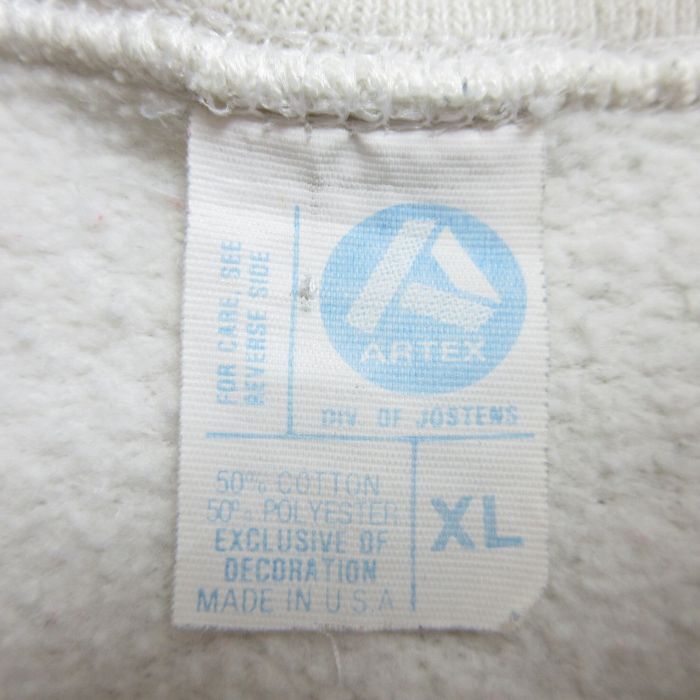 FOR CARE, SEE
REVERSE SIDE
ARTEX
DIV. OF JOSTENS
50% COTTON
50% POLYESTER
EXCLUSIVE OF
DECORATION
MADE IN U.S.A
XL